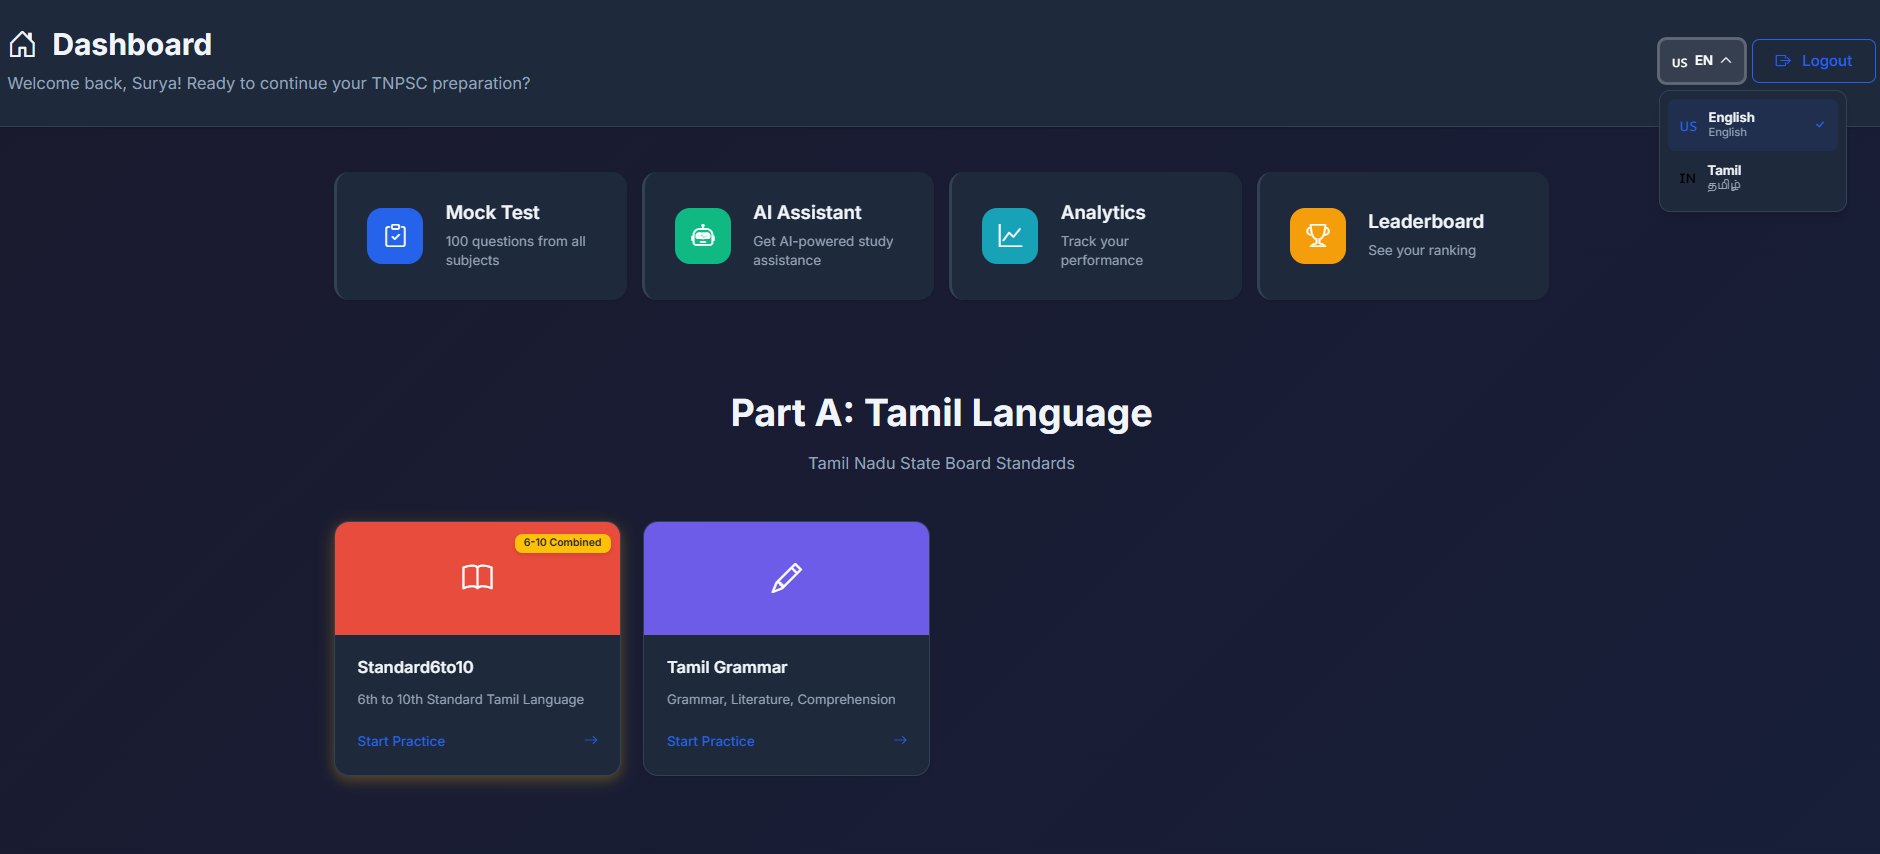 Dashboard
Welcome back, Surya! Ready to continue your TNPSC preparation?
US EN
Logout
US
English
English
IN
Tamil
தமிழ்
Mock Test
100 questions from all
subjects
AI Assistant
Get AI-powered study
assistance
Analytics
Track your
performance
Leaderboard
See your ranking
Part A: Tamil Language
Tamil Nadu State Board Standards
6-10 Combined
Standard6to10
6th to 10th Standard Tamil Language
Start Practice
Tamil Grammar
Grammar, Literature, Comprehension
Start Practice